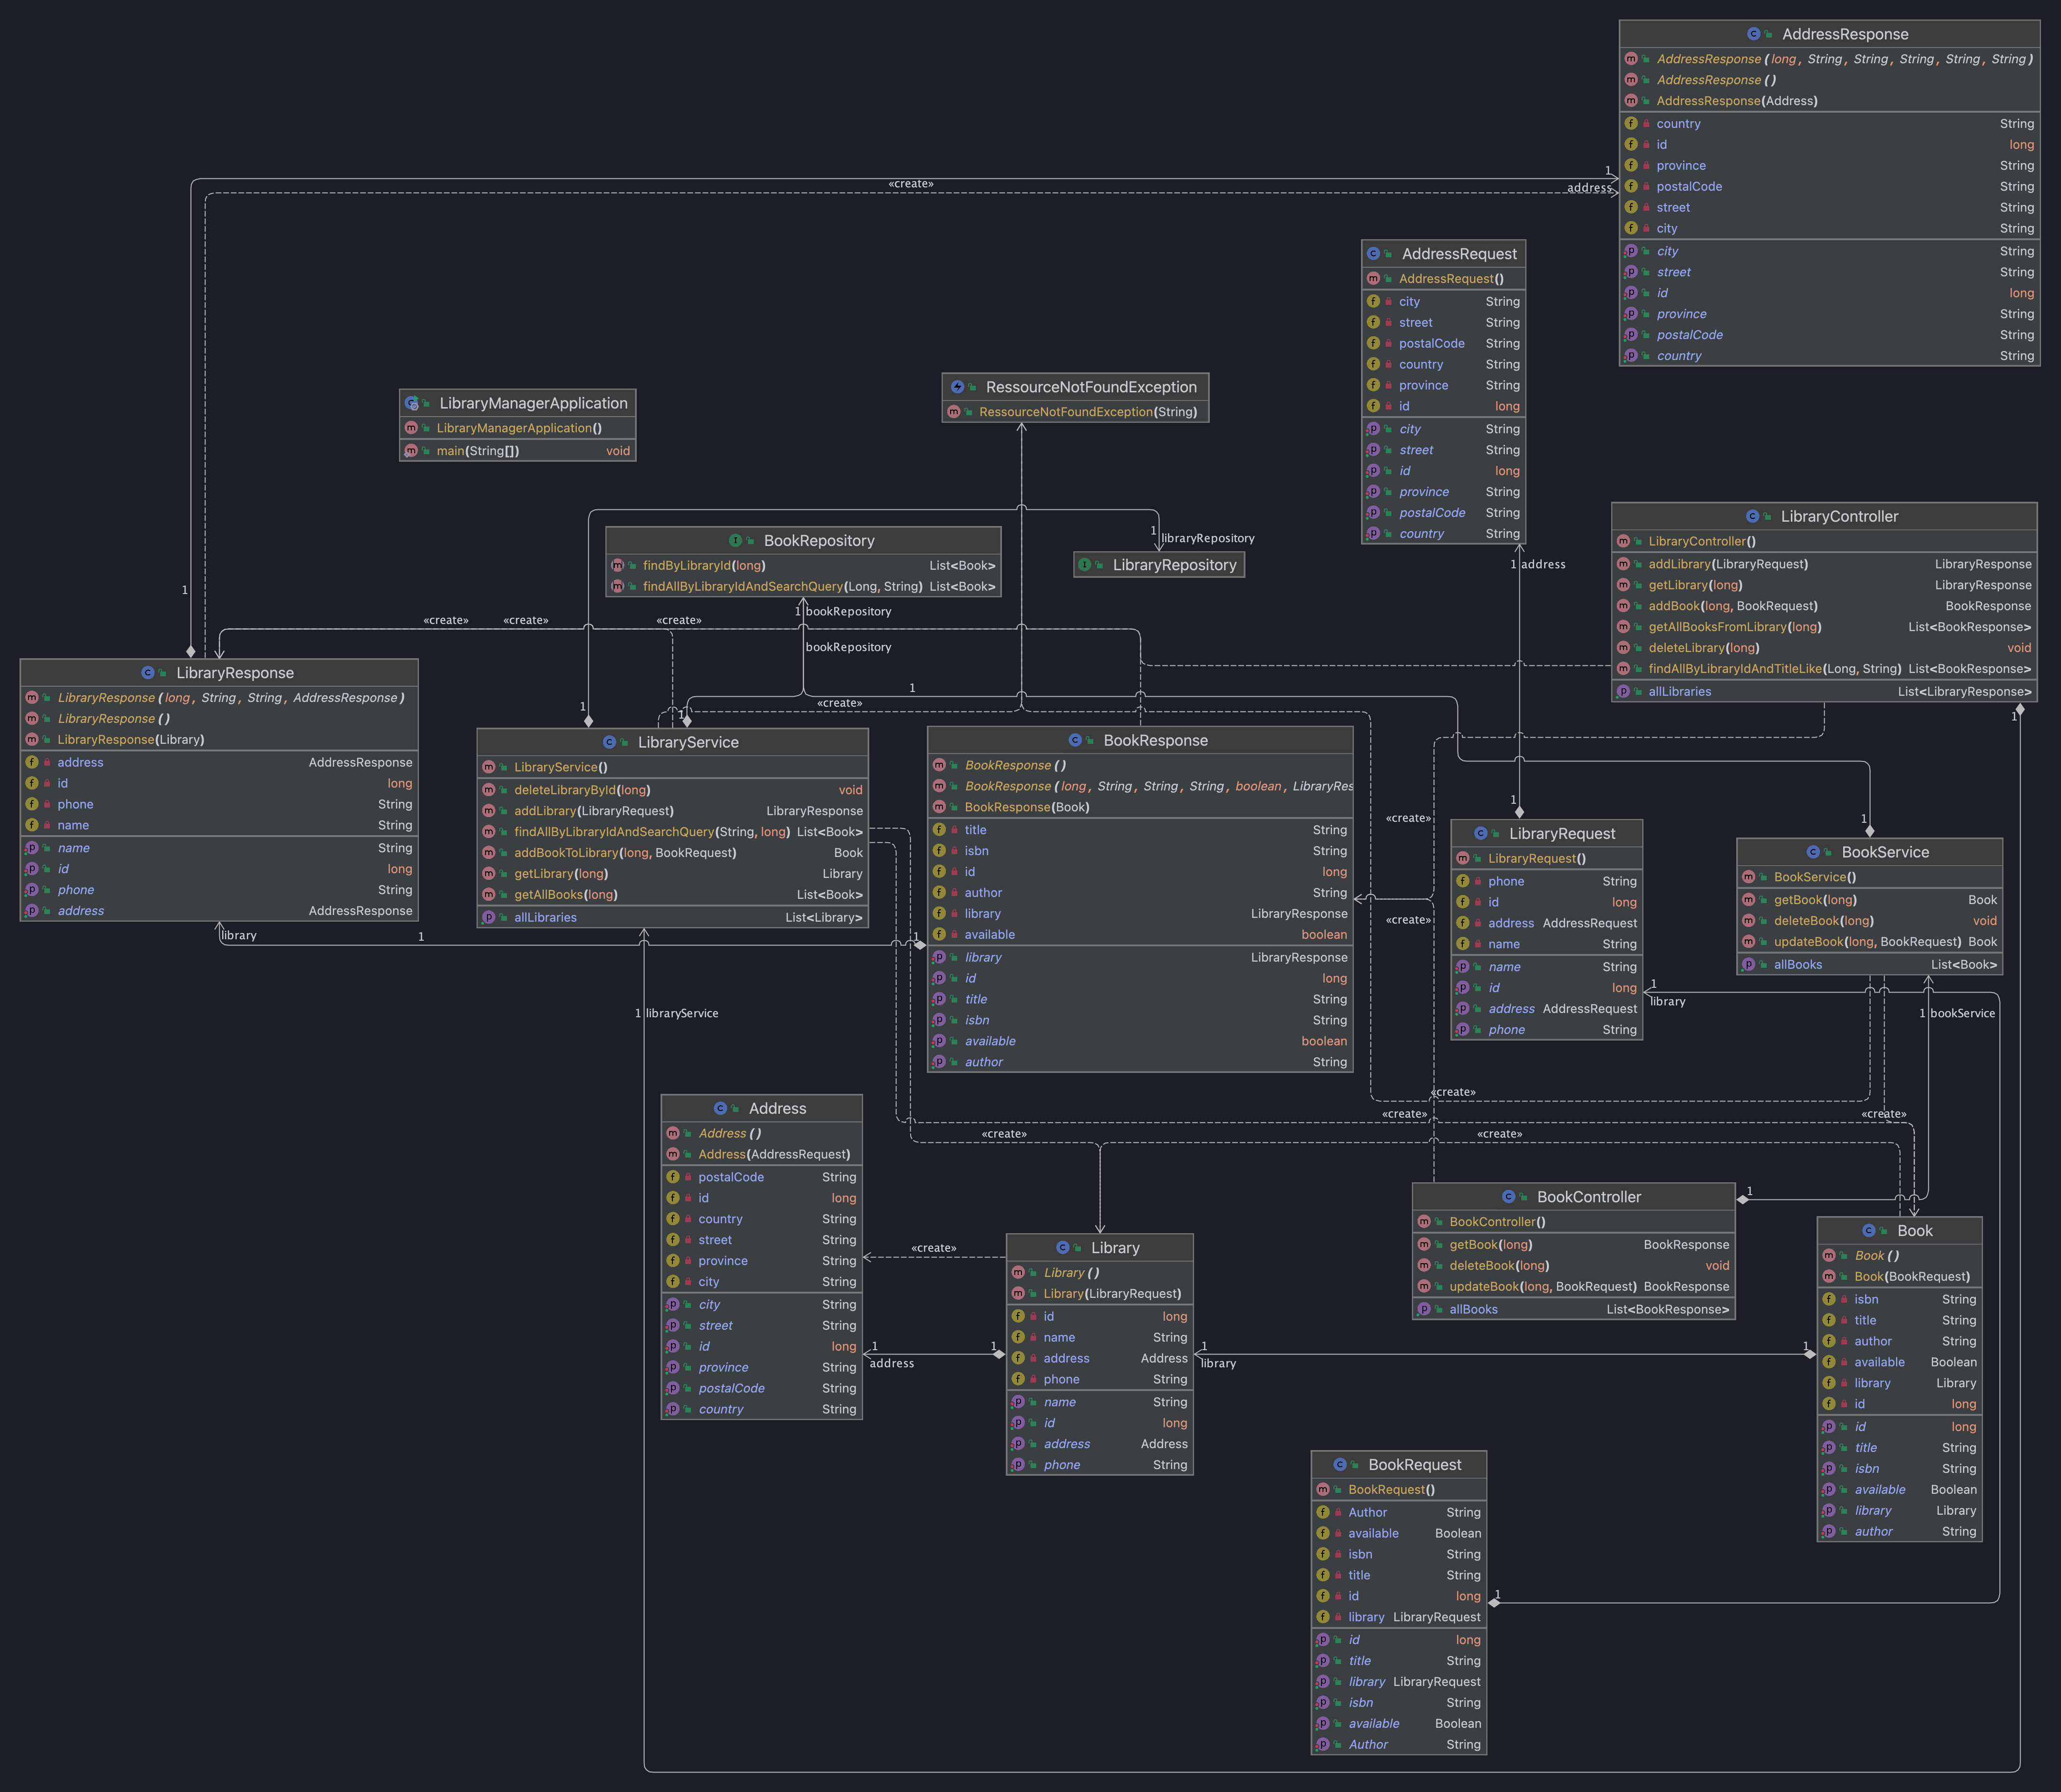 AddressResponse
AddressResponse(long, String, String, String, String, String)
AddressResponse()
AddressResponse(Address)
country String
id long
province String
postalCode String
street String
city String
city String
street String
id long
province String
postalCode String
country String
«create»
1
address
1
AddressRequest
AddressRequest()
city String
street String
postalCode String
country String
province String
id long
city String
street String
id long
province String
postalCode String
country String
1 address
1
LibraryManagerApplication
LibraryManagerApplication()
main(String[]) void
RessourceNotFoundException
RessourceNotFoundException(String)
BookRepository
findByLibraryId(long) List<Book>
findAllByLibraryIdAndSearchQuery(Long, String) List<Book>
1 libraryRepository
LibraryRepository
1 bookRepository
bookRepository
«create» «create» «create»
1
1
1
«create»
LibraryController
LibraryController()
addLibrary(LibraryRequest) LibraryResponse
getLibrary(long) LibraryResponse
addBook(long, BookRequest) BookResponse
getAllBooksFromLibrary(long) List<BookResponse>
deleteLibrary(long) void
findAllByLibraryIdAndTitleLike(Long, String) List<BookResponse>
allLibraries List<LibraryResponse>
1
LibraryResponse
LibraryResponse(long, String, String, AddressResponse)
LibraryResponse()
LibraryResponse(Library)
address AddressResponse
id long
phone String
name String
name String
id long
phone String
address AddressResponse
library 1 1
LibraryService
LibraryService()
deleteLibraryById(long) void
addLibrary(LibraryRequest) LibraryResponse
findAllByLibraryIdAndSearchQuery(String, long) List<Book>
addBookToLibrary(long, BookRequest) Book
getLibrary(long) Library
getAllBooks(long) List<Book>
allLibraries List<Library>
1 libraryService
BookResponse
BookResponse()
BookResponse(long, String, String, String, boolean, LibraryRes
BookResponse(Book)
title String
isbn String
id long
author String
library LibraryResponse
available boolean
library LibraryResponse
id long
title String
isbn String
available boolean
author String
«create»
«create»
LibraryRequest
LibraryRequest()
phone String
id long
address AddressRequest
name String
name String
id long
address AddressRequest
phone String
1
library
1
BookService
BookService()
getBook(long) Book
deleteBook(long) void
updateBook(long, BookRequest) Book
allBooks List<Book>
1 bookService
«create»
«create» «create»
«create» «create»
Address
Address()
Address(AddressRequest)
postalCode String
id long
country String
street String
province String
city String
city String
street String
id long
province String
postalCode String
country String
«create»
1 1
address
Library
Library()
Library(LibraryRequest)
id long
name String
address Address
phone String
name String
id long
address Address
phone String
1 1
library
BookController
BookController()
getBook(long) BookResponse
deleteBook(long) void
updateBook(long, BookRequest) BookResponse
allBooks List<BookResponse>
1
Book
Book()
Book(BookRequest)
isbn String
title String
author String
available Boolean
library Library
id long
id long
title String
isbn String
available Boolean
library Library
author String
BookRequest
BookRequest()
Author String
available Boolean
isbn String
title String
id long
library LibraryRequest
id long
title String
library LibraryRequest
isbn String
available Boolean
Author String
1